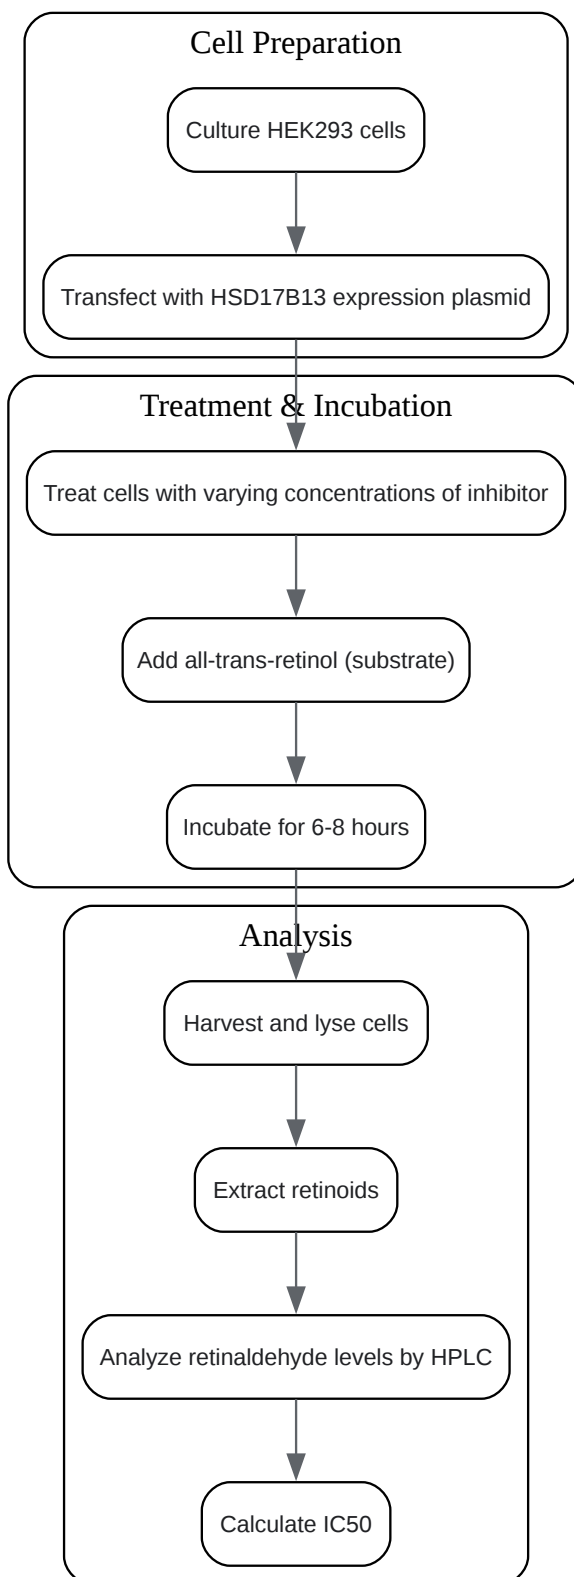 Cell Preparation
Culture HEK293 cells
Transfect with HSD17B13 expression plasmid
Treatment & Incubation
Treat cells with varying concentrations of inhibitor
Add all-trans-retinol (substrate)
Incubate for 6-8 hours
Analysis
Harvest and lyse cells
Extract retinoids
Analyze retinaldehyde levels by HPLC
Calculate IC50